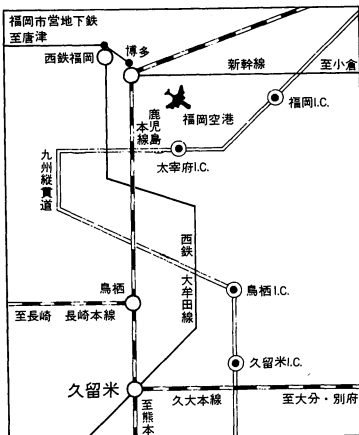 福岡市営地下鉄
至唐津
博多
西鉄福岡
新幹線
至小倉
鹿児島
本線
福岡空港
福岡I.C.
太宰府I.C.
九州縦貫道
西鉄
大牟田線
鳥栖
鳥栖I.C.
至長崎
長崎本線
久留米I.C.
久留米
久大本線
至大分・別府
至熊本